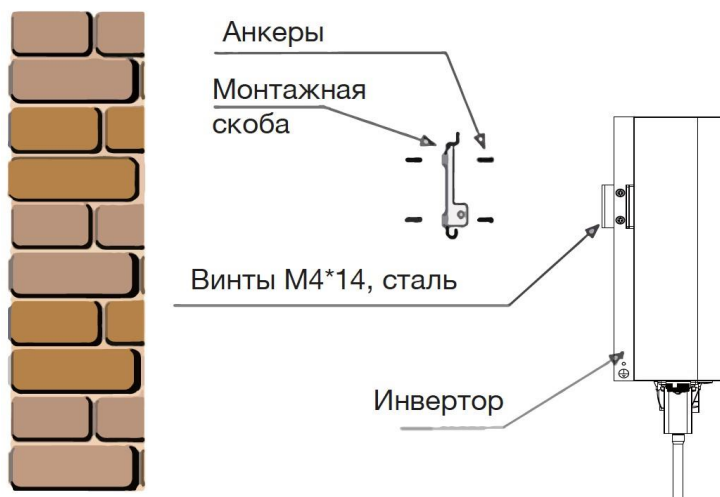 Анкеры
Монтажная
скоба
Винты М4*14, сталь
Инвертор